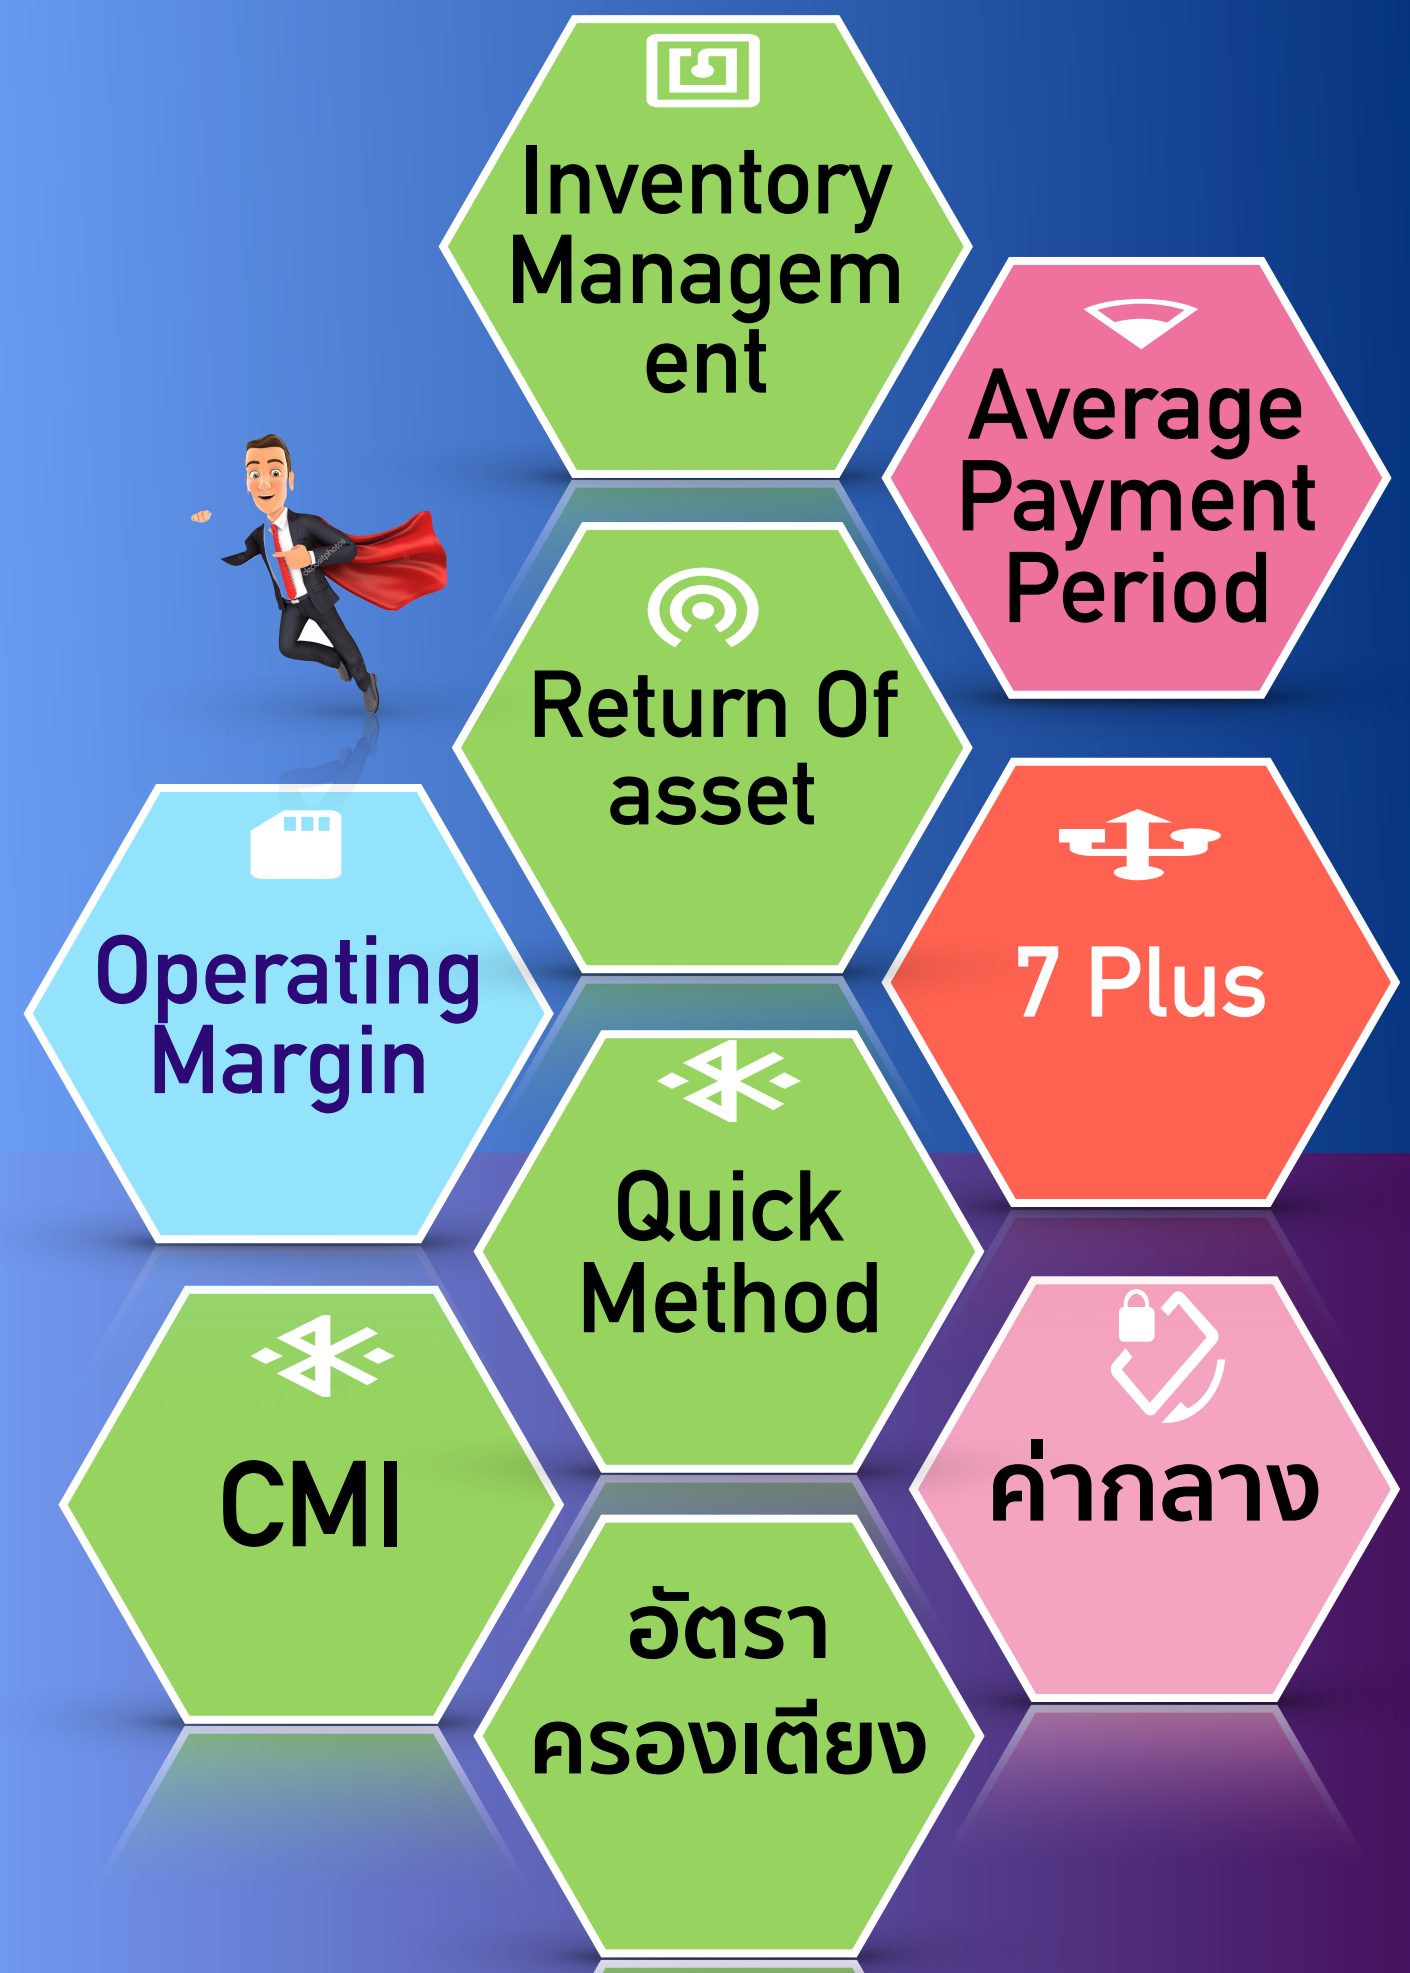 Inventory
Managem
ent
Average
Payment
Period
depositphotos
Return Of
asset
Operating
Margin
7 Plus
Quick
Method
CMI
ค่ากลาง
อัตรา
ครองเตียง